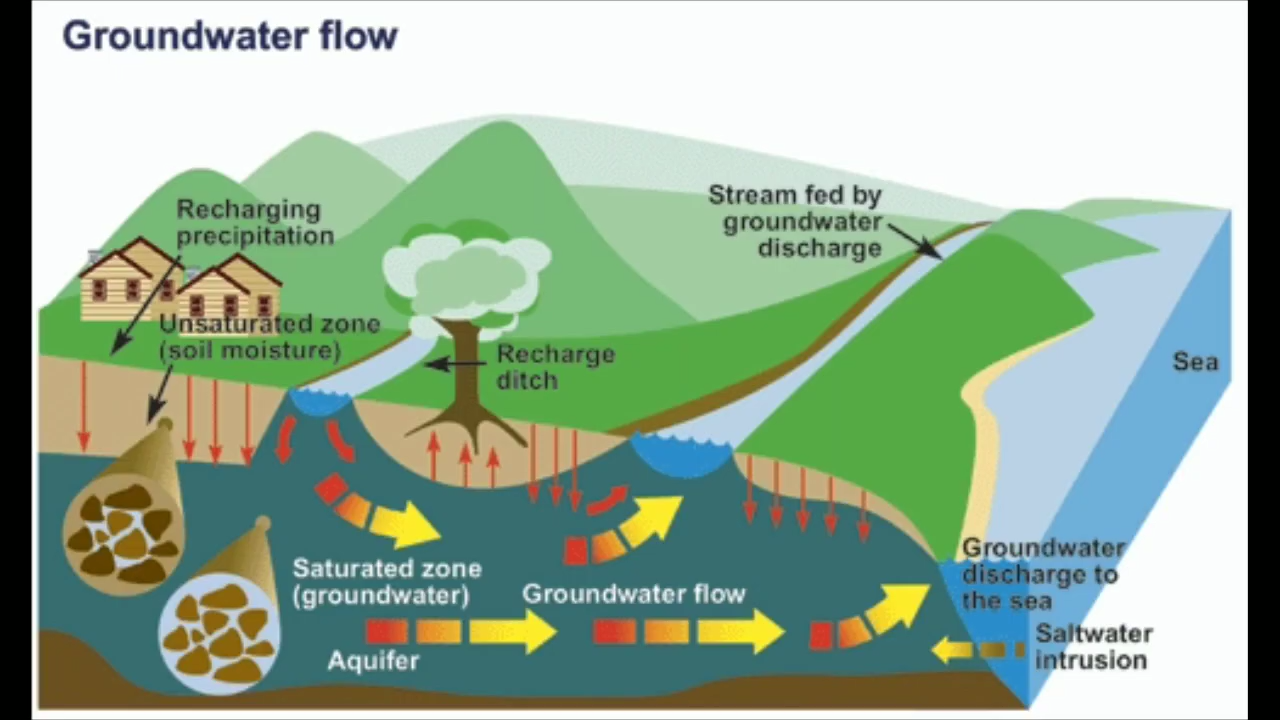 Groundwater flow
Recharging
precipitation
Unsaturated zone
(soil moisture)
Recharge
ditch
Stream fed by
groundwater
discharge
Sea
Saturated zone
(groundwater)
Groundwater flow
Aquifer
Groundwater
discharge to
the sea
Saltwater
intrusion